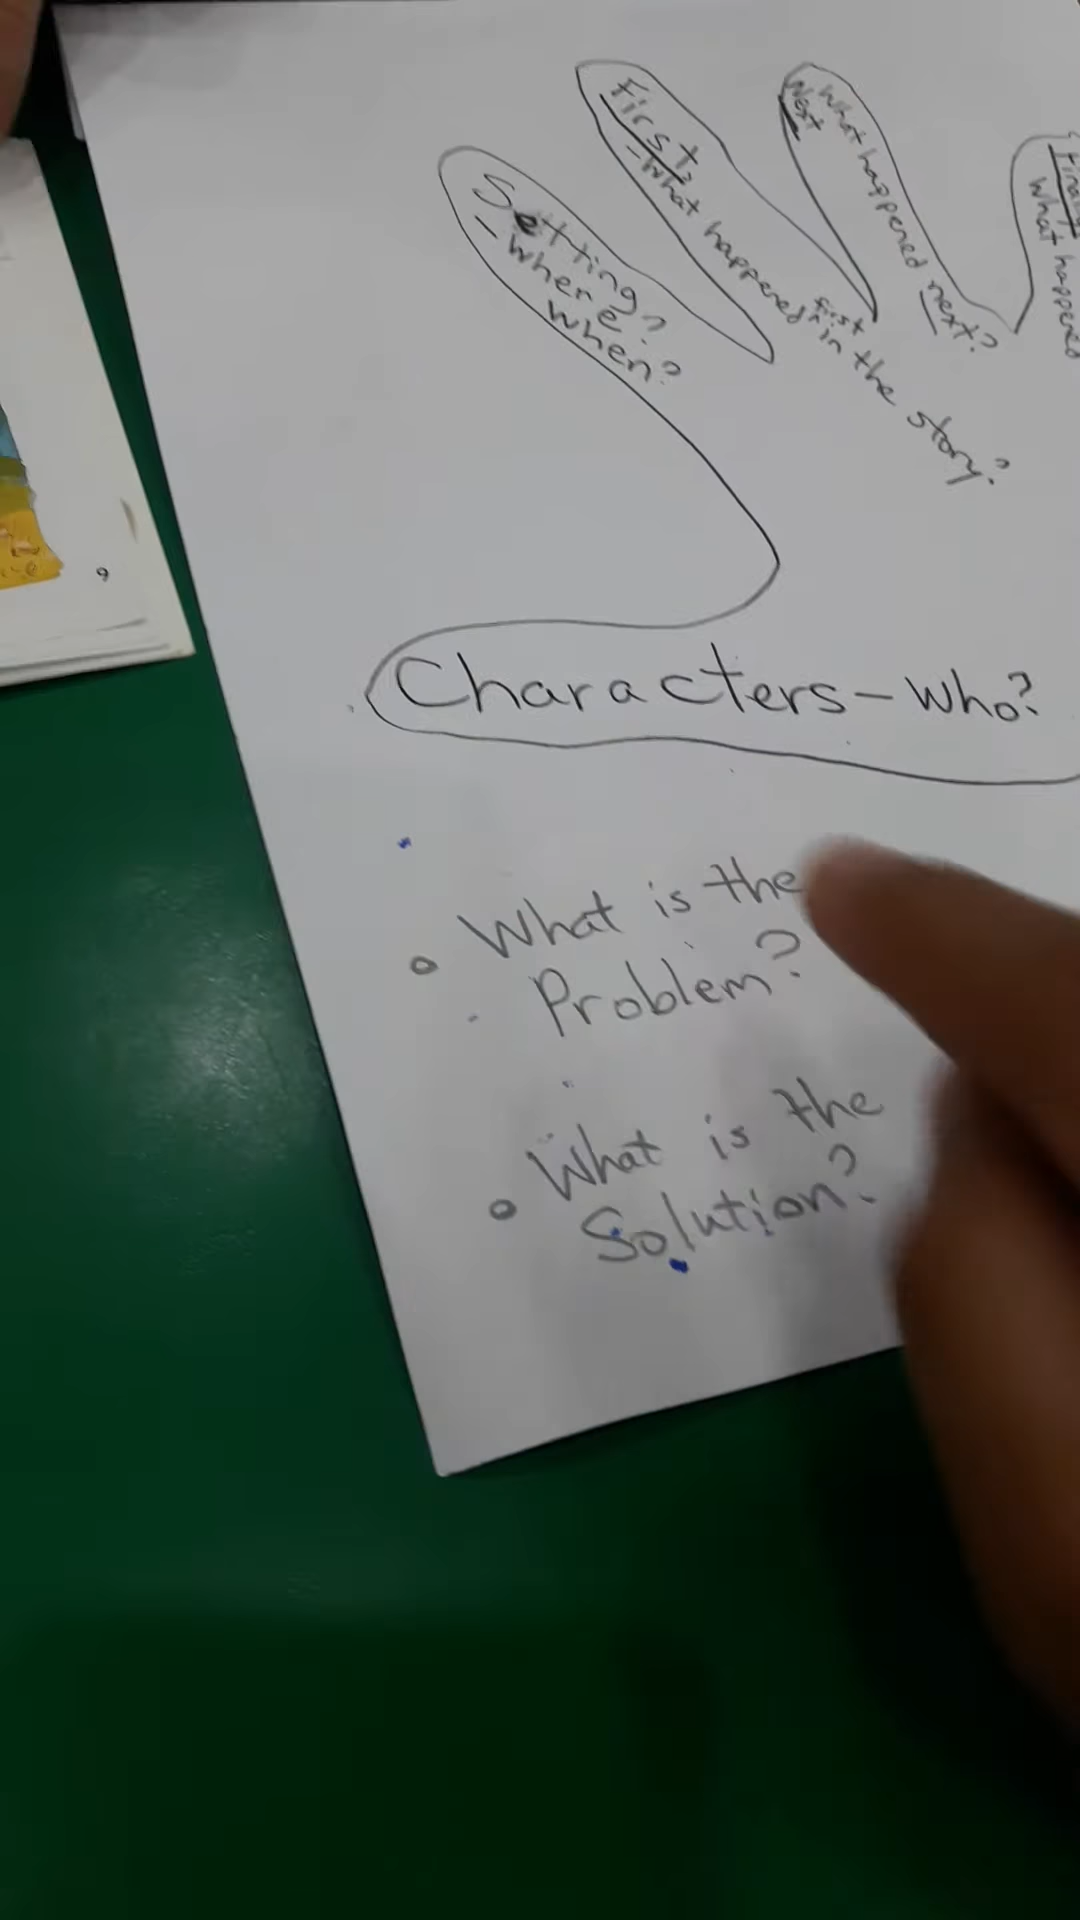 Setting?
- where
when?
First,
- What happened first in the story?
Next
What happened next?
What happened
Characters - Who?
What is the
Problem?
What is the
Solution?
9